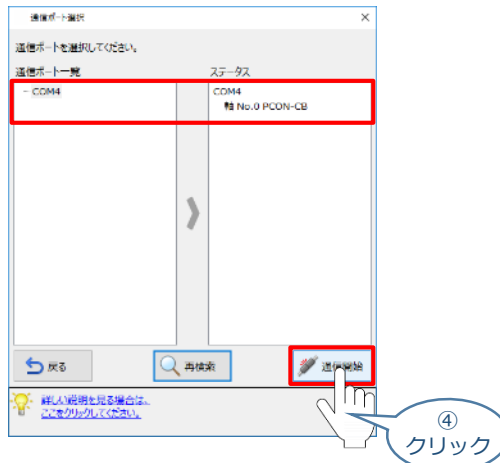 通信ポート選択
×
通信ポートを選択してください。
通信ポート一覧
ステータス
COM4
COM4
軸 No.0 PCON-CB
戻る
再検索
通信開始
詳しい説明を見る場合は、
ここをクリックしてください。
④
クリック